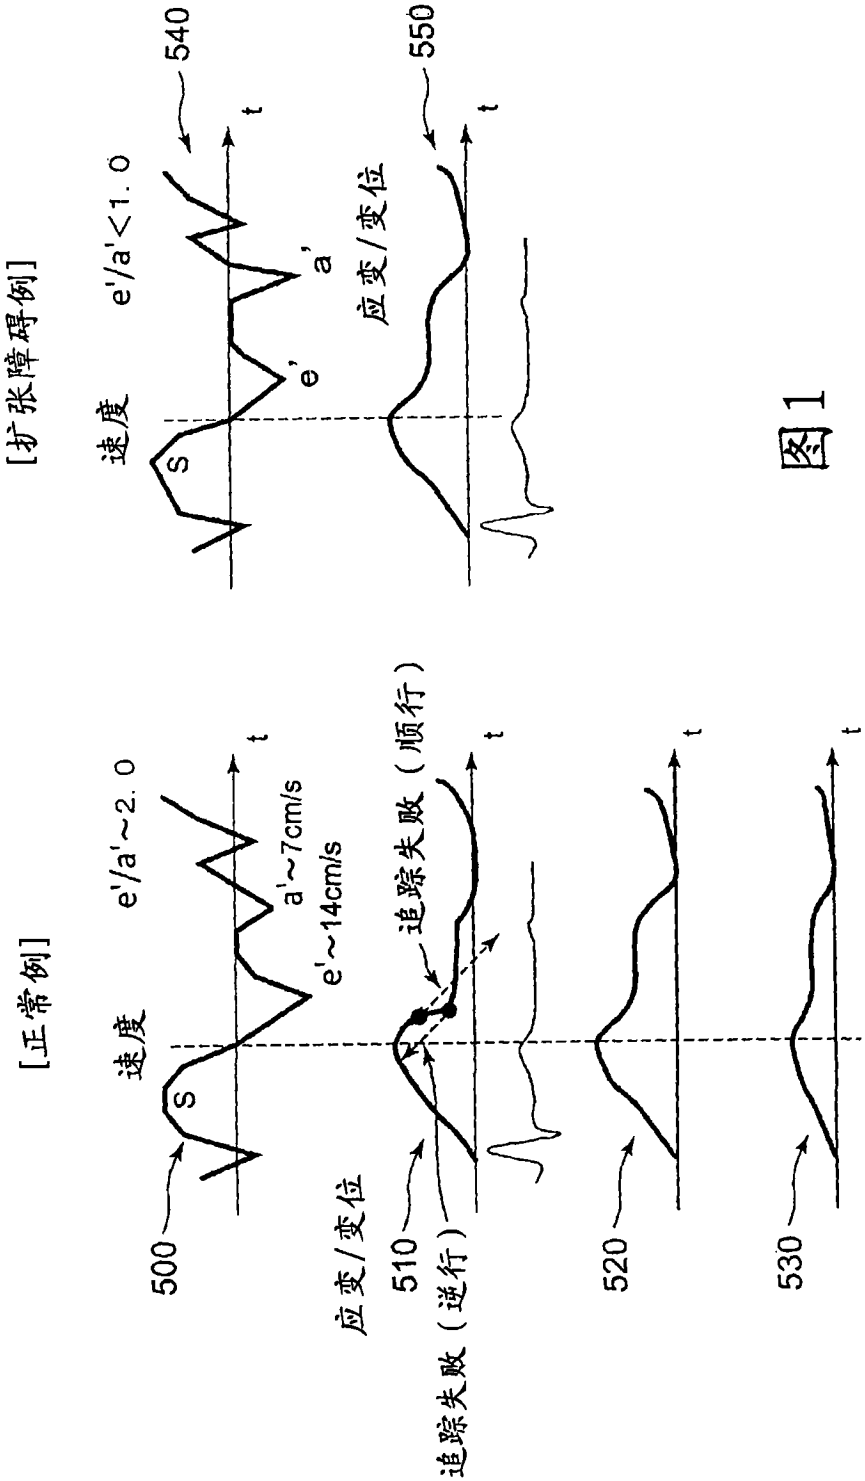 [正常例]
速度
e'/a'~2.0
500
S
t
a'~7cm/s
e'~14cm/s
应变/变位
510
追踪失败(顺行)
追踪失败(逆行)
t
520
t
530
t
[扩张障碍例]
速度
e'/a'<1.0
540
S
t
e'
a'
应变/变位
550
t
图1